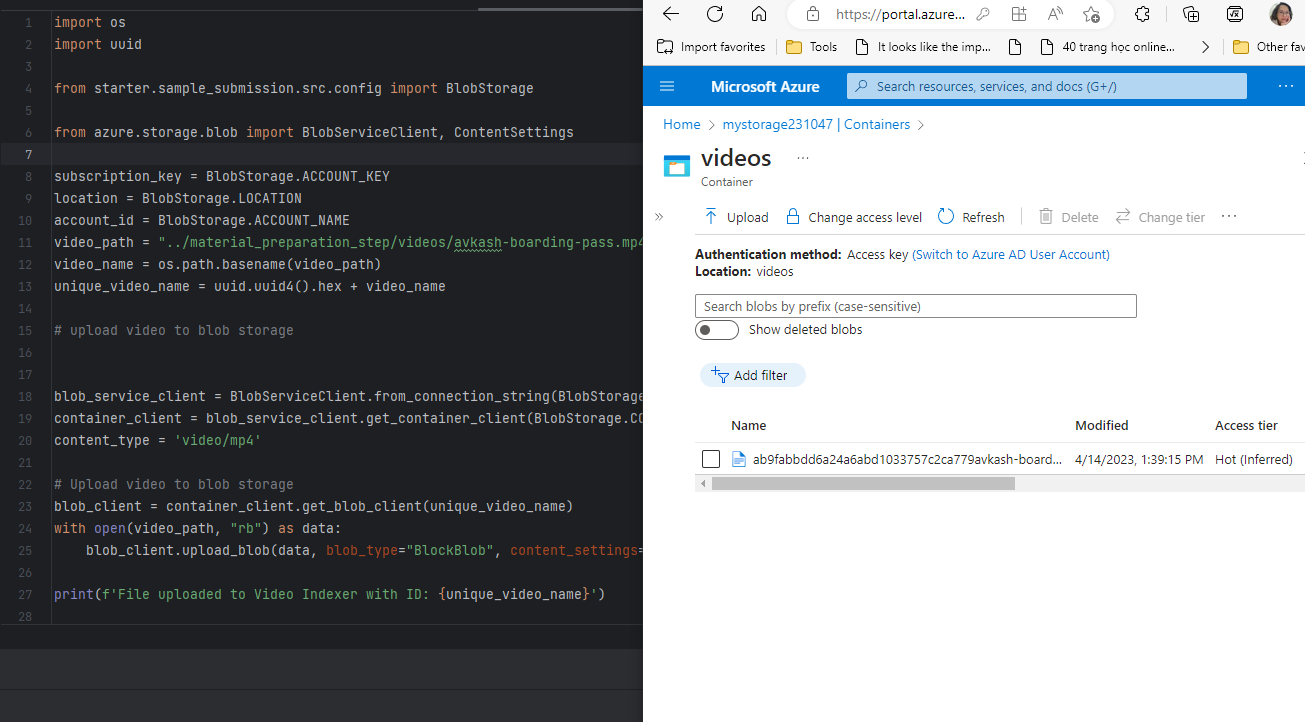 1 import os
2 import uuid
3
4 from starter.sample_submission.src.config import BlobStorage
5
6 from azure.storage.blob import BlobServiceClient, ContentSettings
7
8 subscription_key = BlobStorage.ACCOUNT_KEY
9 location = BlobStorage.LOCATION
10 account_id = BlobStorage.ACCOUNT_NAME
11 video_path = "../material_preparation_step/videos/avkash-boarding-pass.mp4
12 video_name = os.path.basename(video_path)
13 unique_video_name = uuid.uuid4().hex + video_name
14
15 # upload video to blob storage
16
17
18 blob_service_client = BlobServiceClient.from_connection_string(BlobStorage
19 container_client = blob_service_client.get_container_client(BlobStorage.CO
20 content_type = 'video/mp4'
21
22 # Upload video to blob storage
23 blob_client = container_client.get_blob_client(unique_video_name)
24 with open(video_path, "rb") as data:
25     blob_client.upload_blob(data, blob_type="BlockBlob", content_settings=
26
27 print(f'File uploaded to Video Indexer with ID: {unique_video_name}')
28
https://portal.azure...
Import favorites Tools It looks like the imp... 40 trang học online... Other fav
Microsoft Azure Search resources, services, and docs (G+/) ...
Home > mystorage231047 | Containers >
videos ...
Container
» Upload Change access level Refresh Delete Change tier ...
Authentication method: Access key (Switch to Azure AD User Account)
Location: videos
Search blobs by prefix (case-sensitive)
Show deleted blobs
Add filter
Name Modified Access tier
ab9fabbdd6a24a6abd1033757c2ca779avkash-board... 4/14/2023, 1:39:15 PM Hot (Inferred)